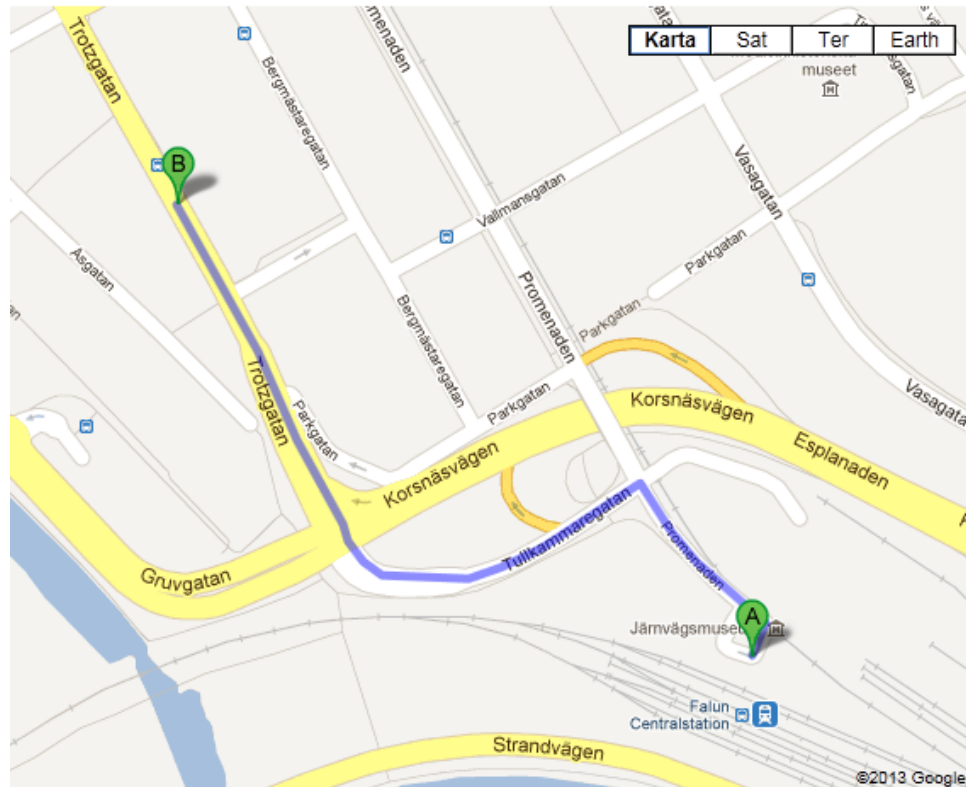 Karta Sat Ter Earth
museet
Trotzgatan
Bergmästaregatan
Promenaden
B
Vasagatan
Vallmansgatan
Asgatan
Parkgatan
Bergmästaregatan
Promenaden
Parkgatan
Trotzgatan
Parkgatan
Parkgatan
Korsnäsvägen
Vasagatan
Korsnäsvägen
Esplanaden
Tullkammaregatan
Promenaden
Gruvgatan
A
Järnvägsmuseet
Falun
Centralstation
Strandvägen
©2013 Google